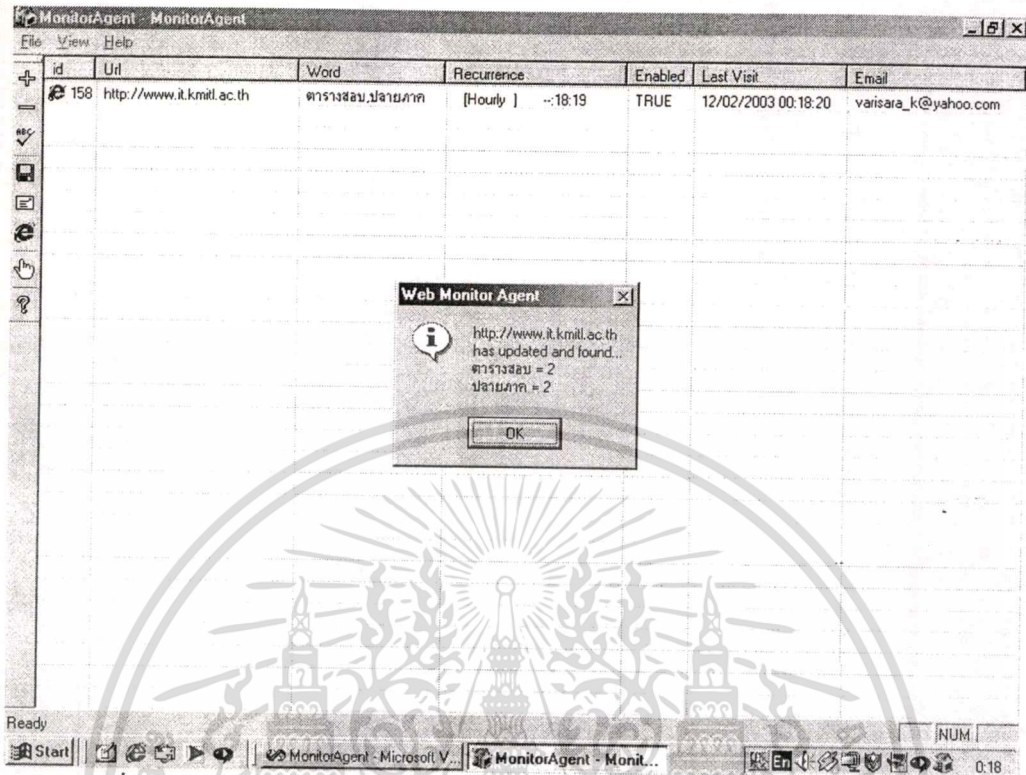 MonitorAgent - MonitorAgent
File View Help
id Url Word Recurrence Enabled Last Visit Email
158 http://www.it.kmitl.ac.th ตารางสอบ,ปลายภาค [Hourly ] --:18:19 TRUE 12/02/2003 00:18:20 varisara_k@yahoo.com
ABC
Web Monitor Agent
http://www.it.kmitl.ac.th
has updated and found...
ตารางสอบ = 2
ปลายภาค = 2
OK
Ready
NUM
Start MonitorAgent - Microsoft V... MonitorAgent - Monit... En 0:18